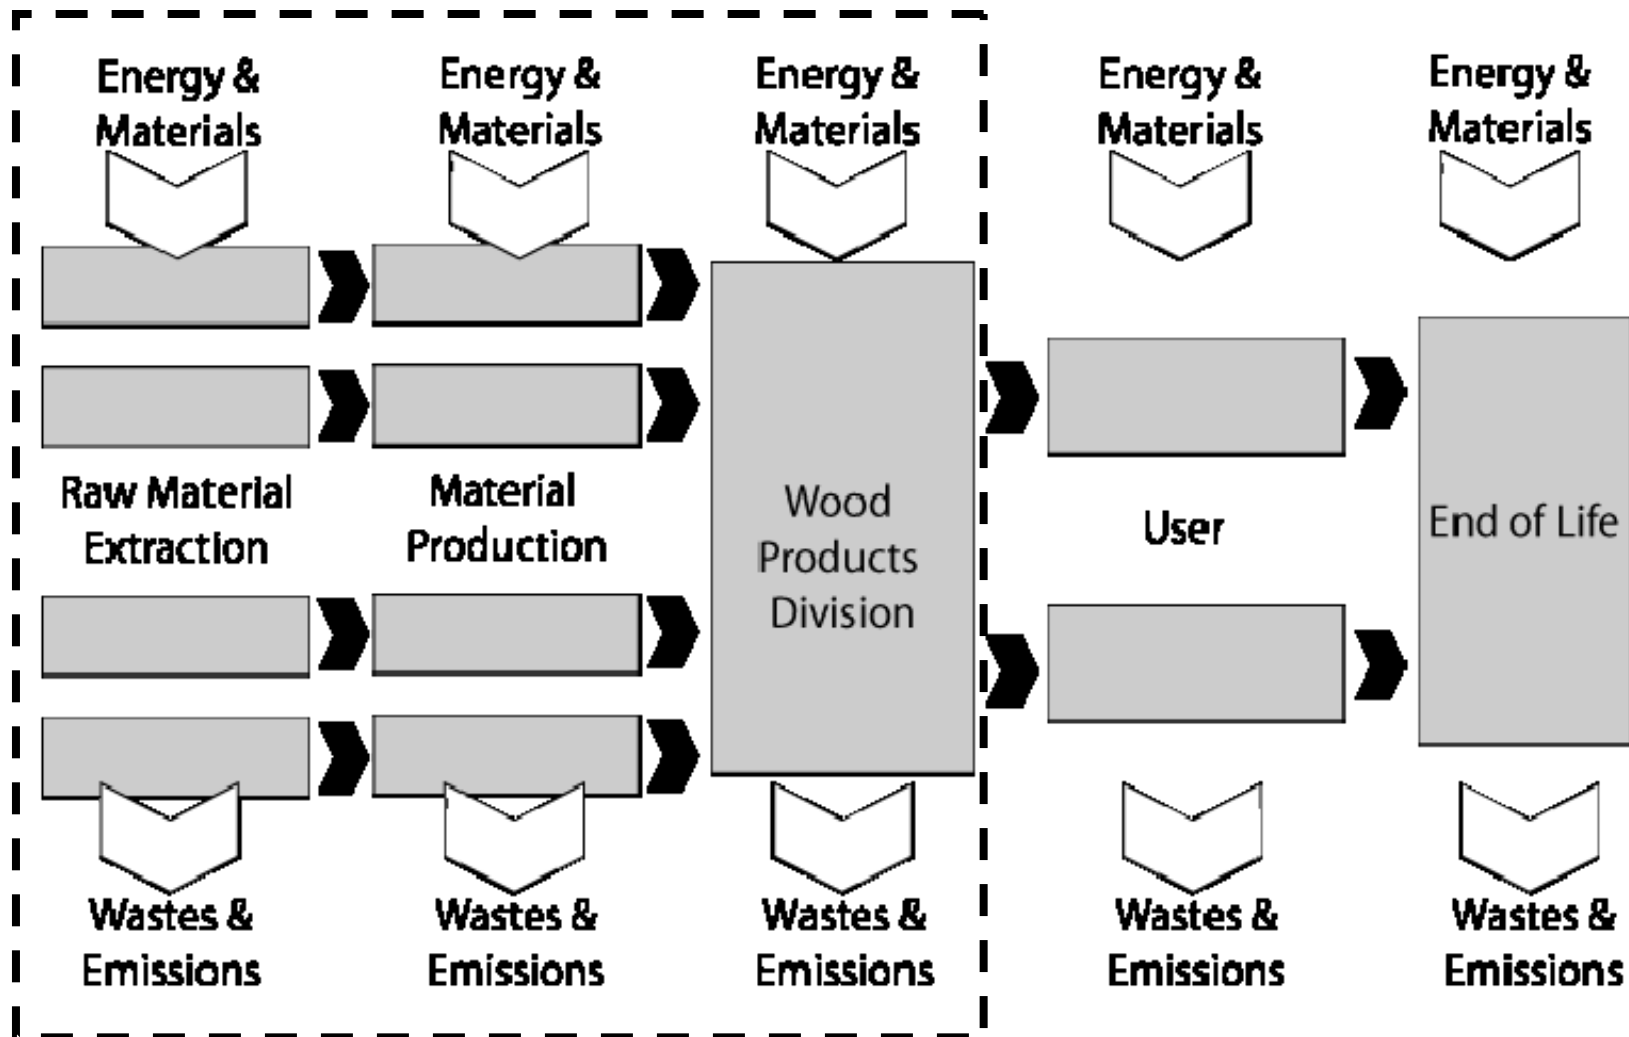 Energy &
Materials
Energy &
Materials
Energy &
Materials
Energy &
Materials
Energy &
Materials
Raw Material
Extraction
Material
Production
Wood
Products
Division
User
End of Life
Wastes &
Emissions
Wastes &
Emissions
Wastes &
Emissions
Wastes &
Emissions
Wastes &
Emissions